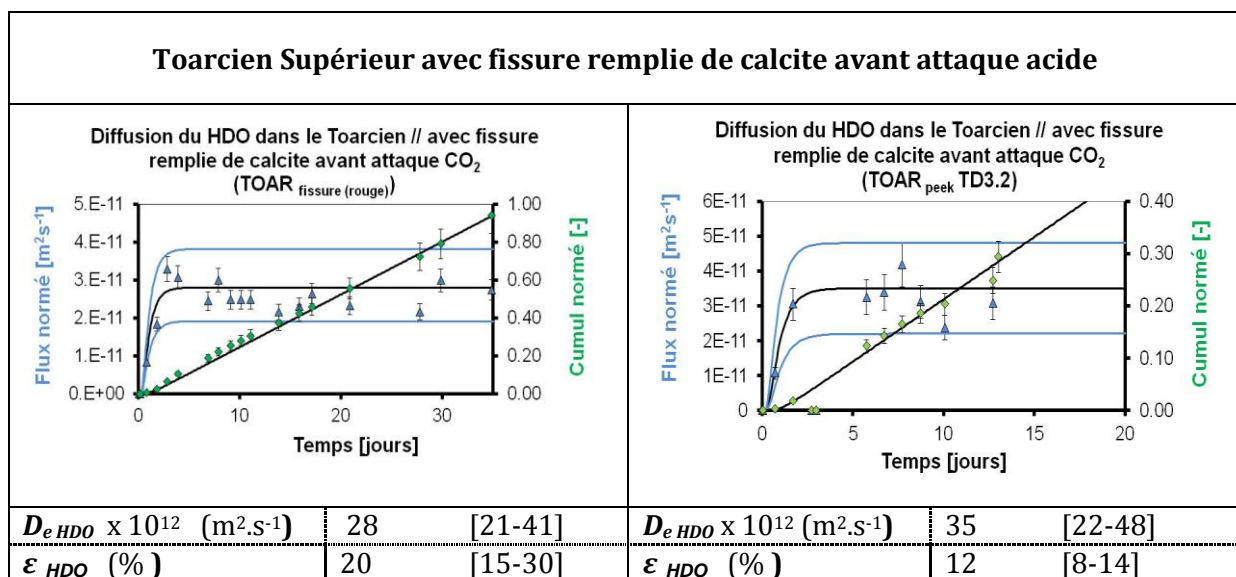 Toarcien Supérieur avec fissure remplie de calcite avant attaque acide
Diffusion du HDO dans le Toarcien // avec fissure
remplie de calcite avant attaque CO₂
(TOAR fissure (rouge))
Flux normé [m²s⁻¹]
5.E-11
4.E-11
3.E-11
2.E-11
1.E-11
0.E+00
1.00
0.80
0.60
0.40
0.20
0.00
Cumul normé [-]
0 10 20 30
Temps [jours]
Diffusion du HDO dans le Toarcien // avec fissure
remplie de calcite avant attaque CO₂
(TOAR peek TD3.2)
Flux normé [m²s⁻¹]
6E-11
5E-11
4E-11
3E-11
2E-11
1E-11
0
0.40
0.30
0.20
0.10
0.00
Cumul normé [-]
0 5 10 15 20
Temps [jours]
D e HDO x 10¹² (m².s⁻¹) 28 [21-41]
ε HDO (%) 20 [15-30]
D e HDO x 10¹² (m².s⁻¹) 35 [22-48]
ε HDO (%) 12 [8-14]